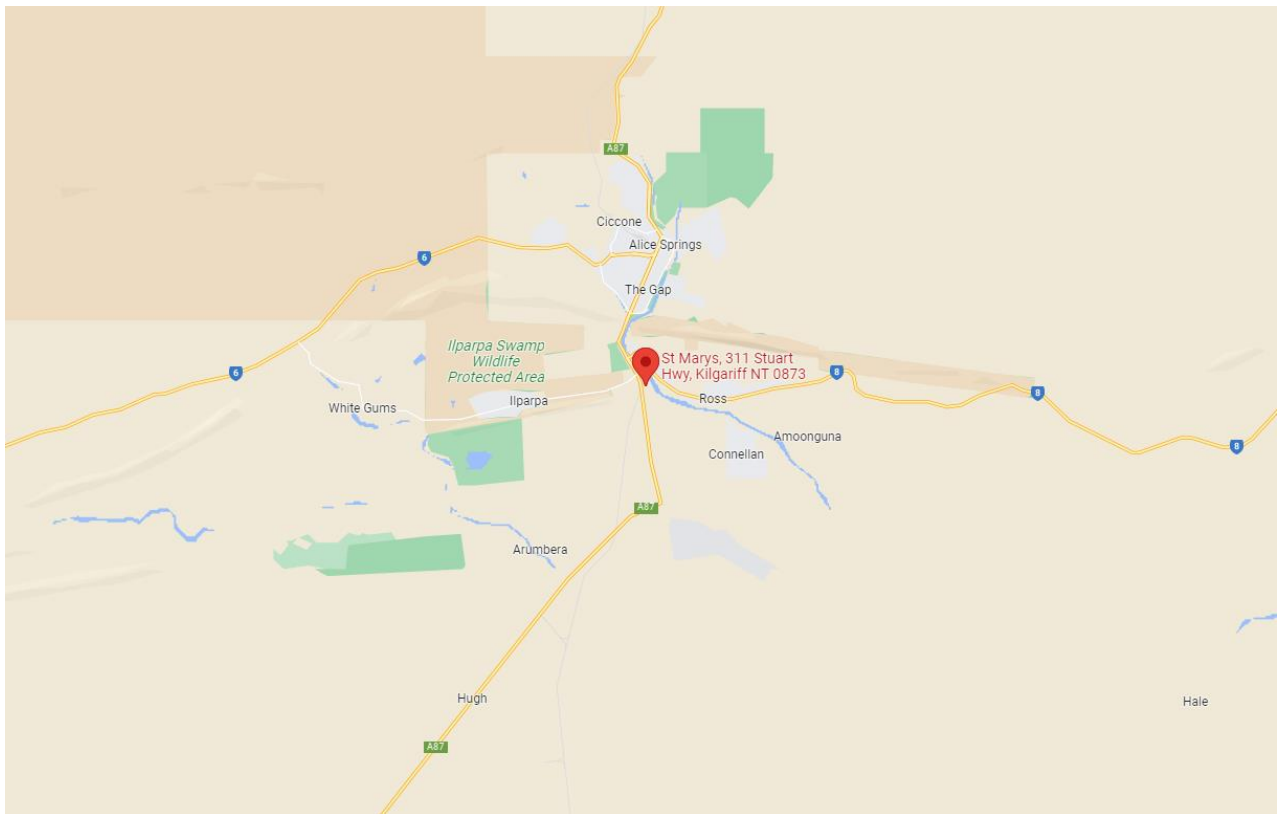 A87
Ciccone
Alice Springs
6
The Gap
Ilparpa Swamp
Wildlife
Protected Area
St Marys, 311 Stuart
Hwy, Kilgariff NT 0873
6
8
8
White Gums
Ilparpa
Ross
Amoonguna
Connellan
8
A87
Arumbera
Hugh
Hale
A87